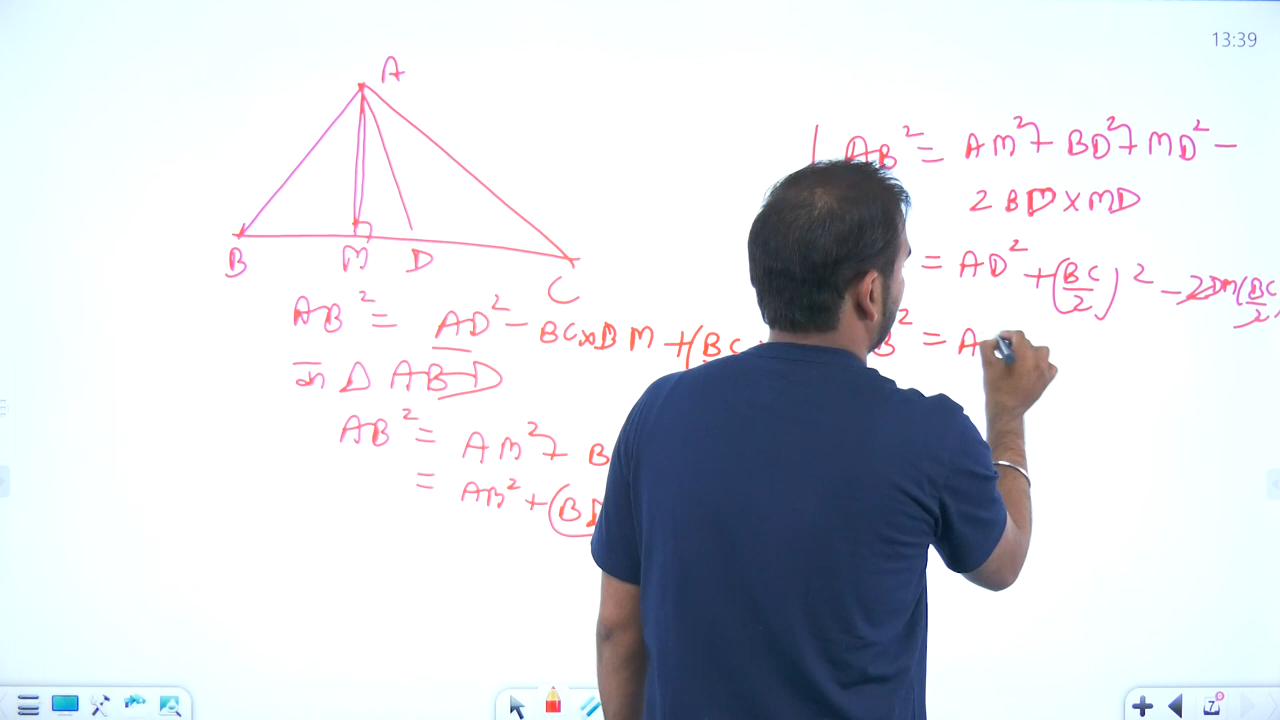 13:39
A
B M D C
AB² = AD² - BC × DM + (BC
In Δ ABD
AB² = AM² + B
= AM² + (BD
AB² = AM² + BD² + MD² -
2 BD × MD
= AD² + (BC/2)² - 2DM(BC/2)
B² = A
7